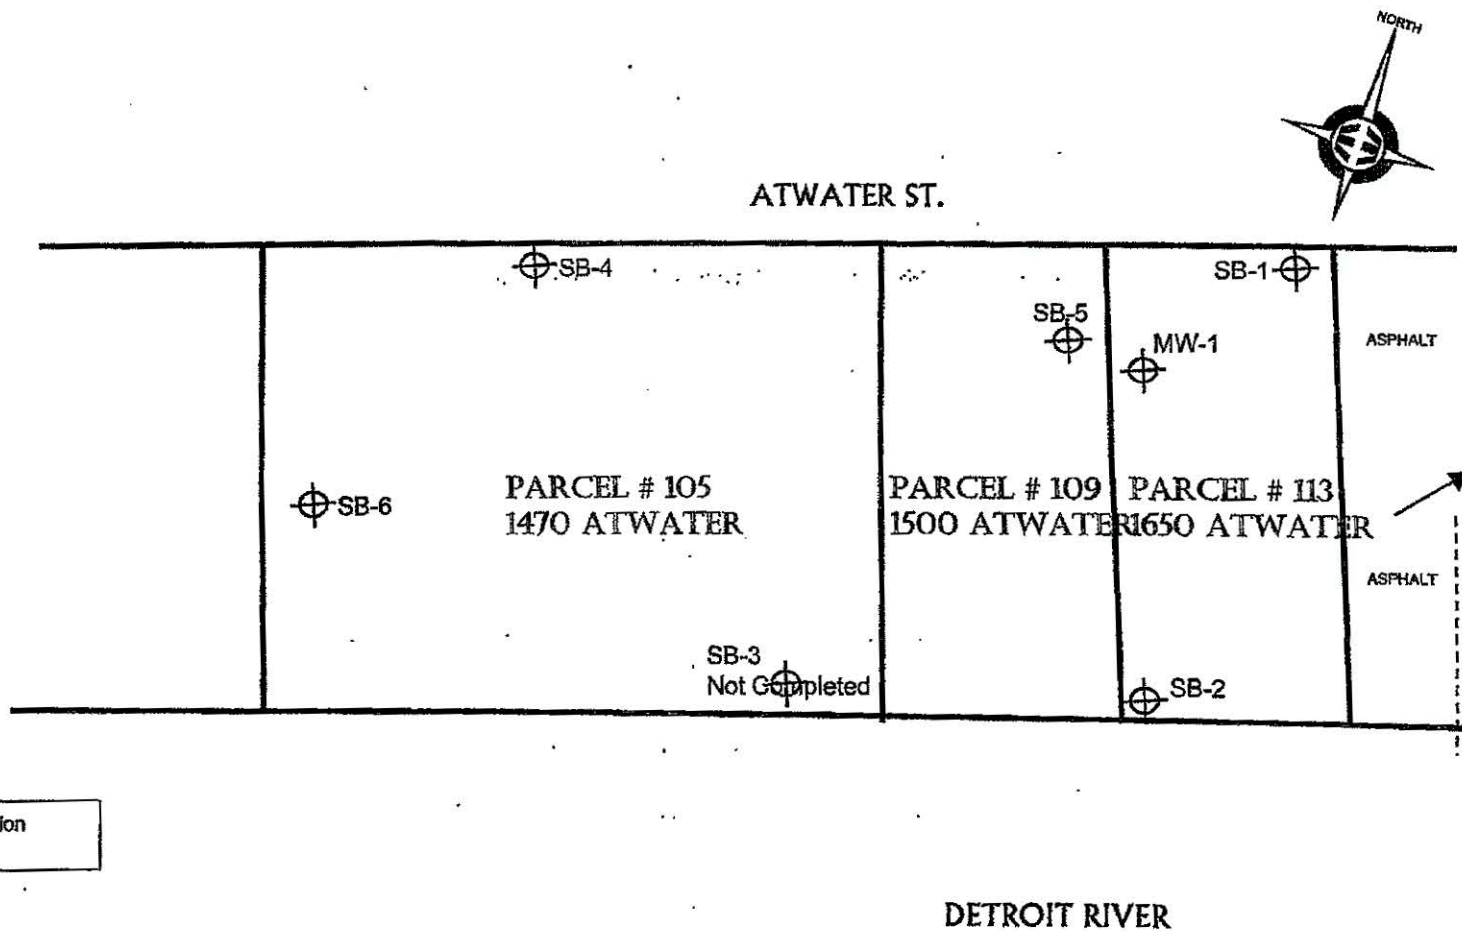 NORTH
ATWATER ST.
SB-4
SB-1
SB-5
MW-1
ASPHALT
SB-6
PARCEL # 105
1470 ATWATER
PARCEL # 109
1500 ATWATER
PARCEL # 113
1650 ATWATER
ASPHALT
SB-3
Not Completed
SB-2
DETROIT RIVER